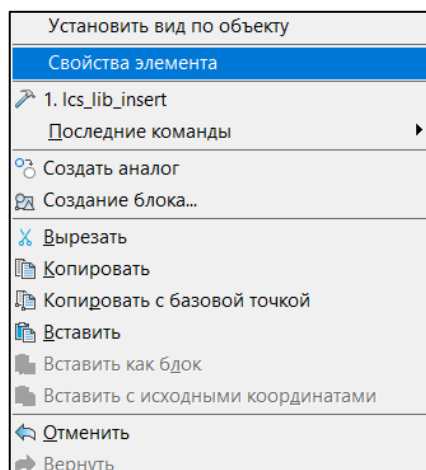 Установить вид по объекту
Свойства элемента
1. lcs_lib_insert
Последние команды
Создать аналог
Создание блока...
Вырезать
Копировать
Копировать с базовой точкой
Вставить
Вставить как блок
Вставить с исходными координатами
Отменить
Вернуть